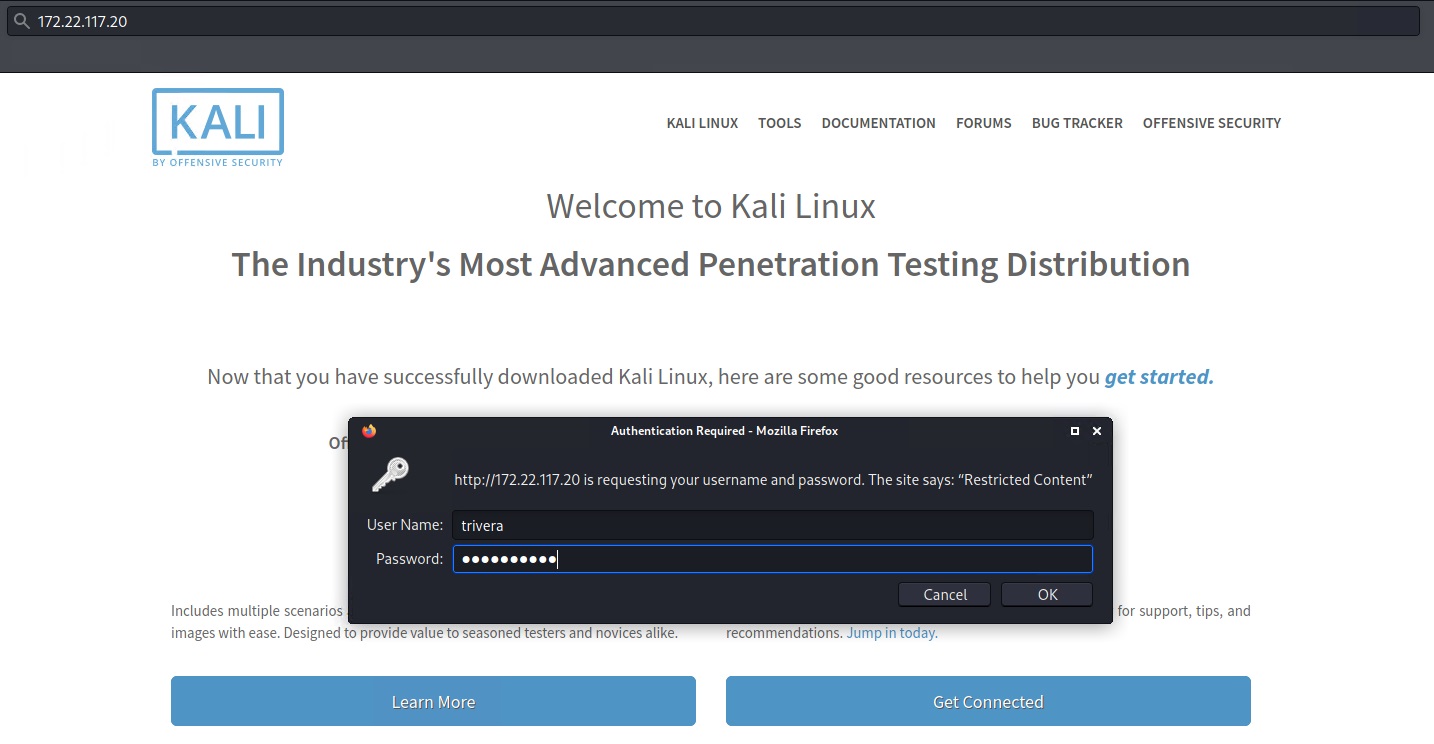 172.22.117.20
KALI
BY OFFENSIVE SECURITY
KALI LINUX TOOLS DOCUMENTATION FORUMS BUG TRACKER OFFENSIVE SECURITY
Welcome to Kali Linux
The Industry's Most Advanced Penetration Testing Distribution
Now that you have successfully downloaded Kali Linux, here are some good resources to help you get started.
Authentication Required - Mozilla Firefox
http://172.22.117.20 is requesting your username and password. The site says: “Restricted Content”
User Name: trivera
Password: ●●●●●●●●●●
Cancel OK
Includes multiple scenarios
images with ease. Designed to provide value to seasoned testers and novices alike.
for support, tips, and
recommendations. Jump in today.
Learn More
Get Connected